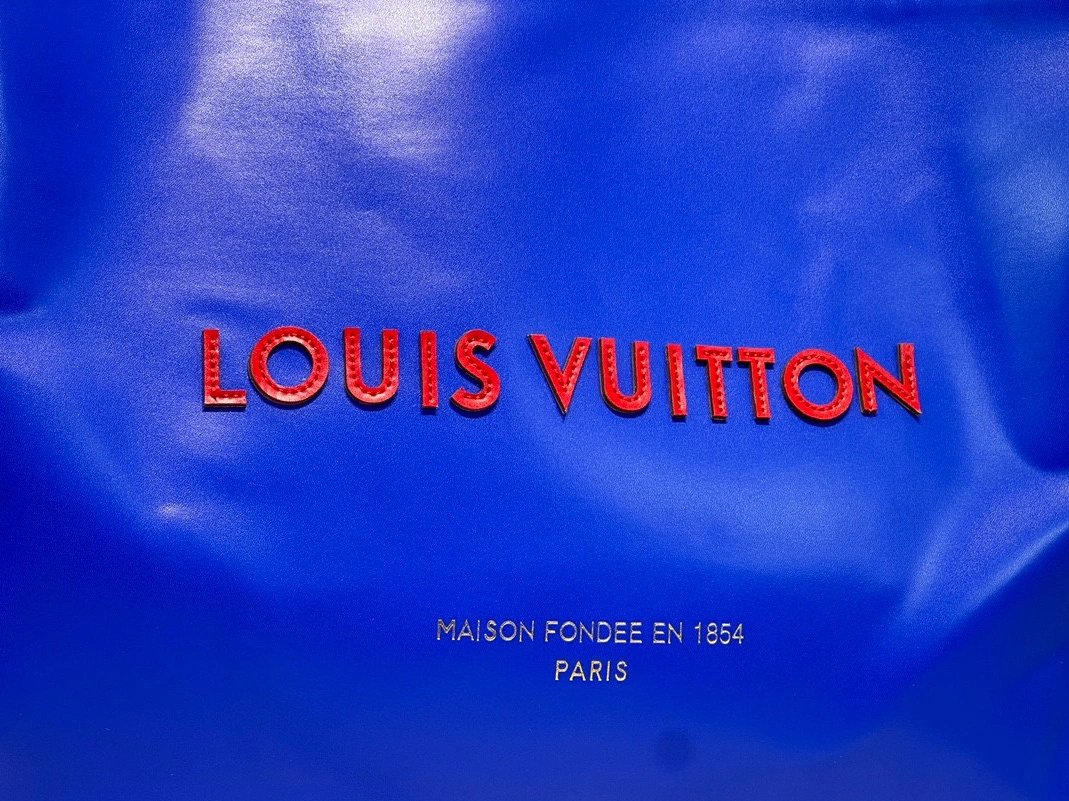 LOUIS VUITTON
MAISON FONDEE EN 1854
PARIS